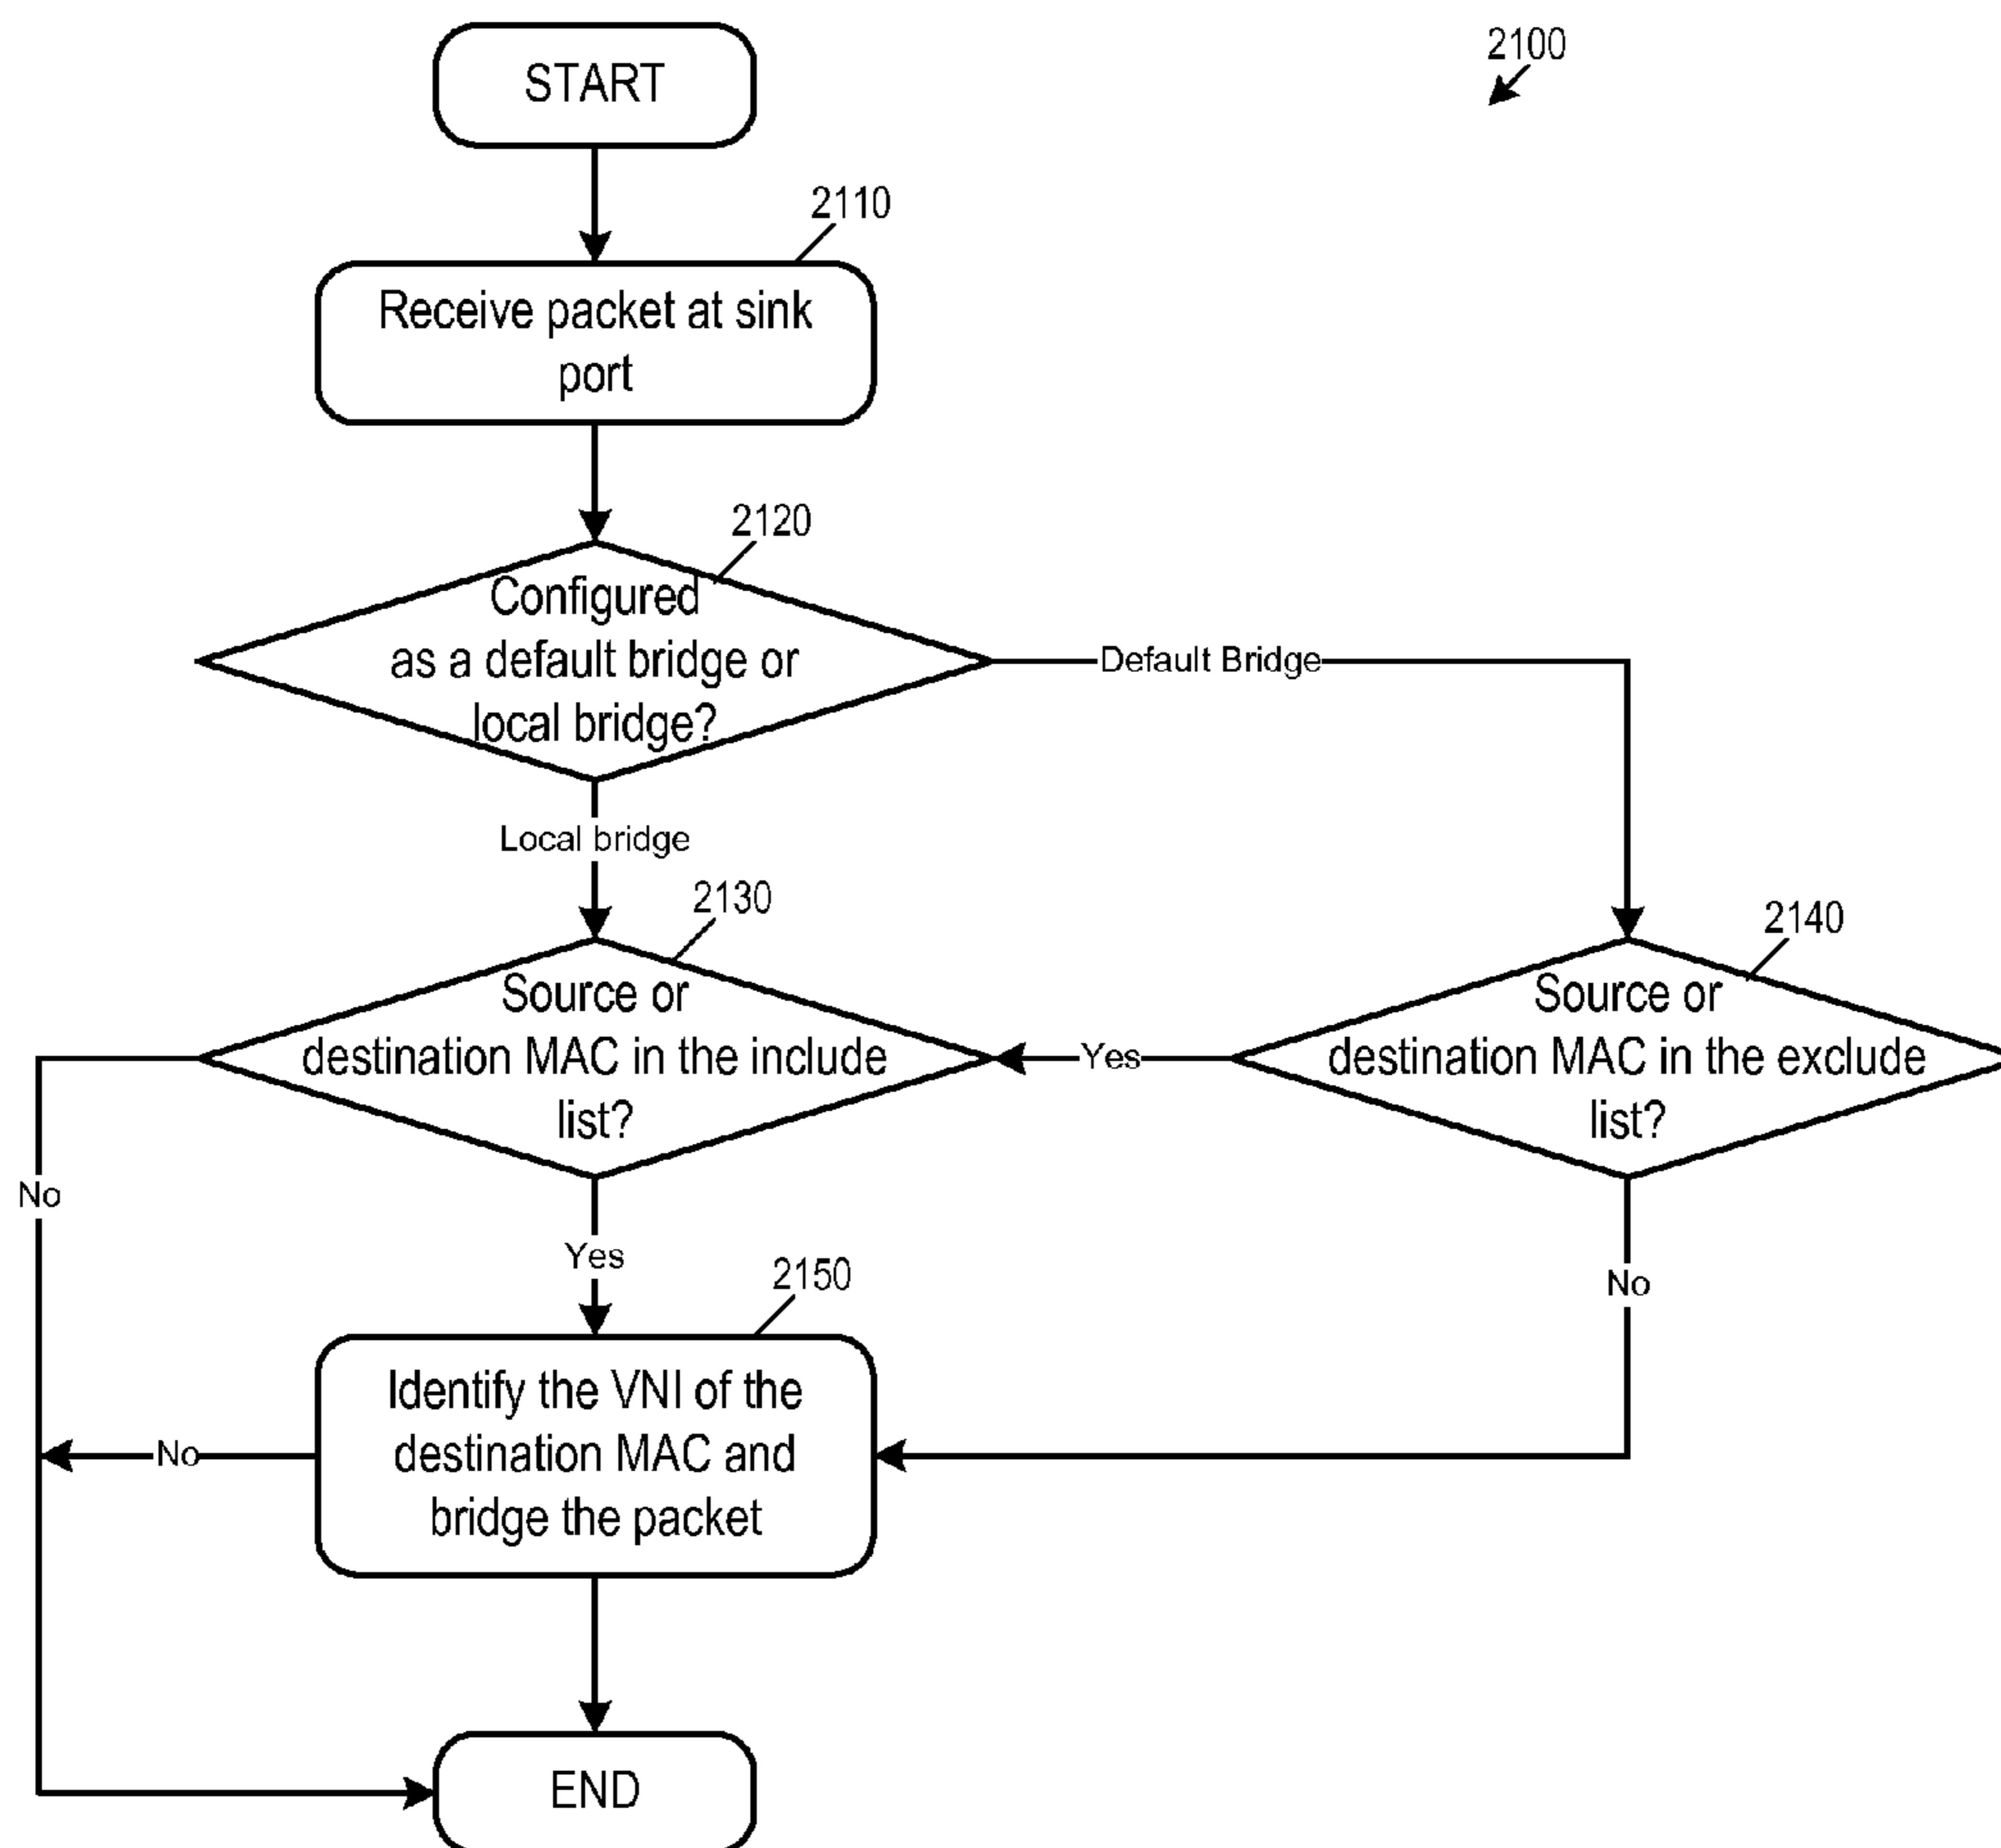 START
2100
2110
Receive packet at sink
port
2120
Configured
as a default bridge or
local bridge?
Default Bridge
Local bridge
2130
2140
Source or
destination MAC in the include
list?
Yes
Source or
destination MAC in the exclude
list?
No
Yes
No
2150
Identify the VNI of the
destination MAC and
bridge the packet
No
END